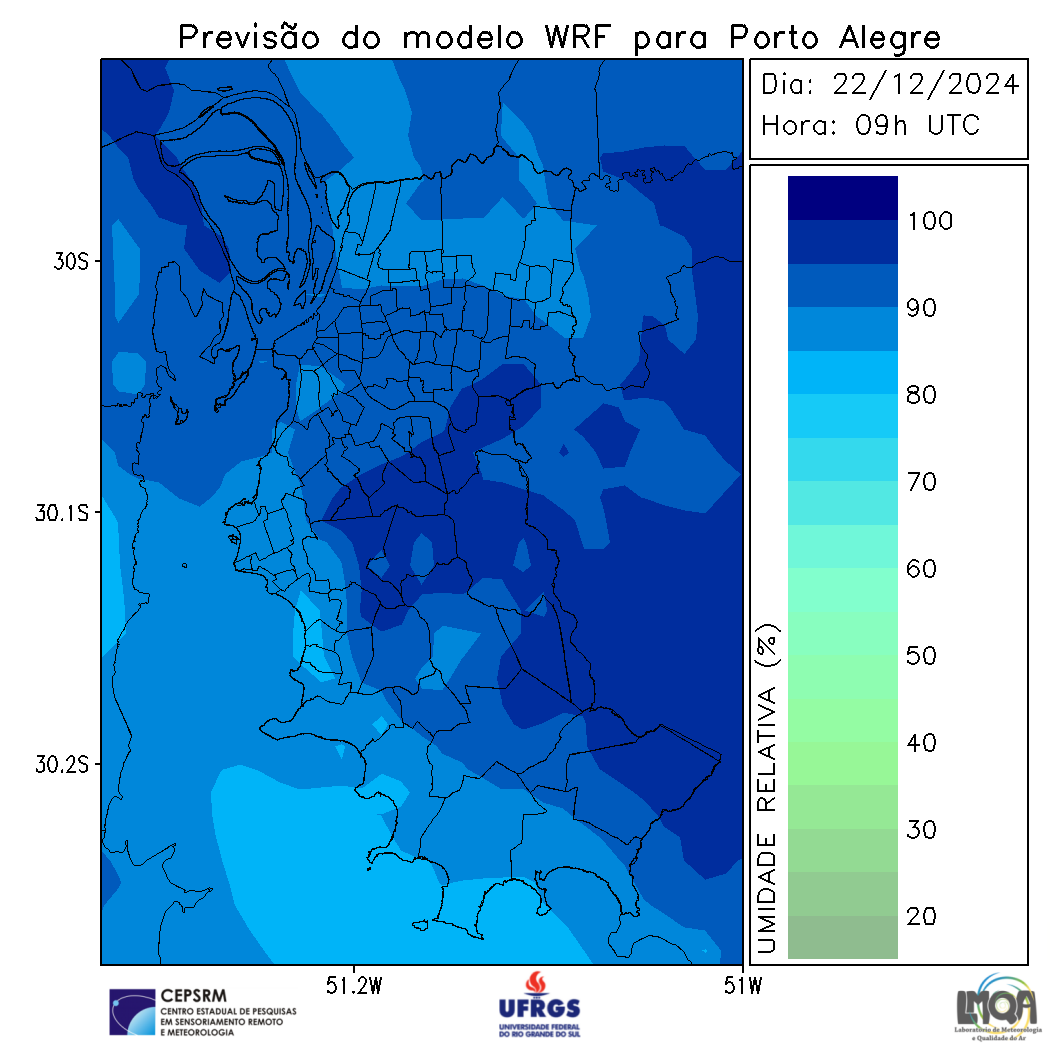 Previsão do modelo WRF para Porto Alegre
Dia: 22/12/2024
Hora: 09h UTC
30S
30.1S
30.2S
51.2W
51W
100
90
80
70
60
50
40
30
20
UMIDADE RELATIVA (%)
CEPSRM
CENTRO ESTADUAL DE PESQUISAS
EM SENSORIAMENTO REMOTO
E METEOROLOGIA
UFRGS
UNIVERSIDADE FEDERAL
DO RIO GRANDE DO SUL
LMQA
Laboratório de Meteorologia
e Qualidade do Ar